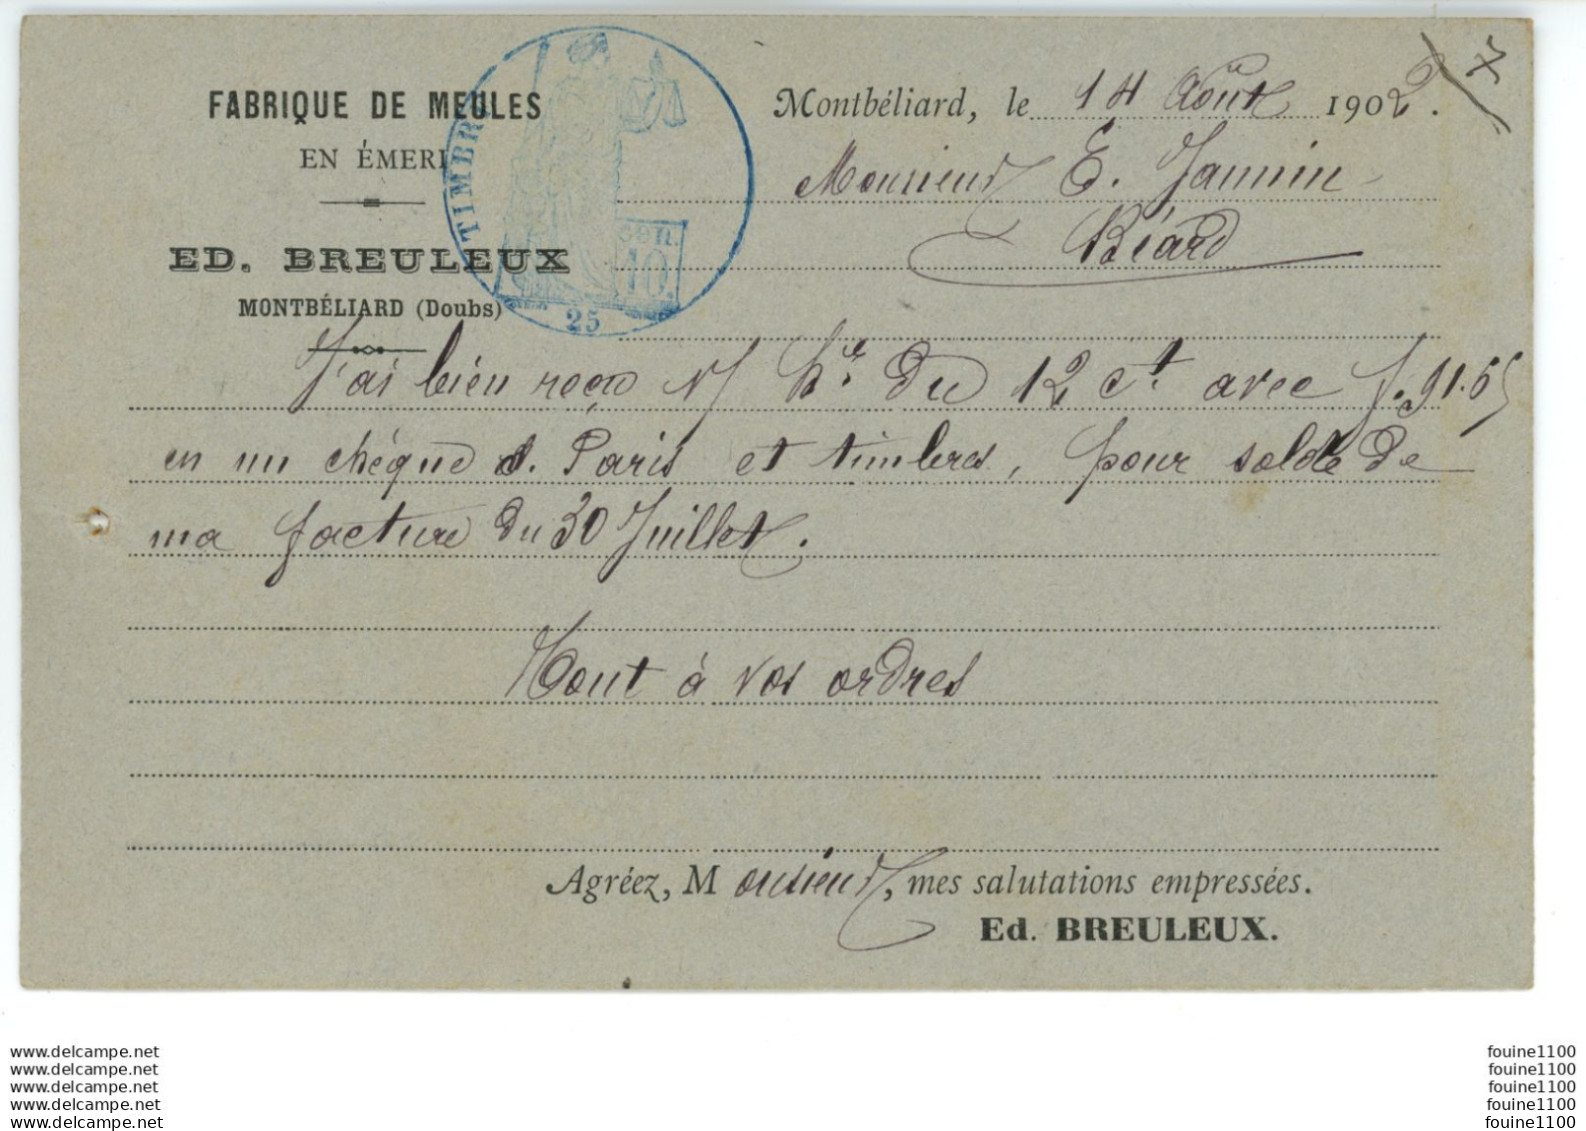 FABRIQUE DE MEULES
EN ÉMERI
ED. BREULEUX
MONTBÉLIARD (Doubs)
TIMBRE
cen.
10.
25
Montbéliard, le 14 Août 1902.
Monsieur E. Jannin
Béard
J'ai bien reçu V/ hre. du 12 ct. avec f. 91.65
en un chéque s. Paris et timbres, pour solde de
ma facture du 30 Juillet.
Tout à vos ordres
Agréez, Monsieur, mes salutations empressées.
Ed. BREULEUX.
www.delcampe.net
www.delcampe.net
www.delcampe.net
www.delcampe.net
www.delcampe.net
fouine1100
fouine1100
fouine1100
fouine1100
fouine1100